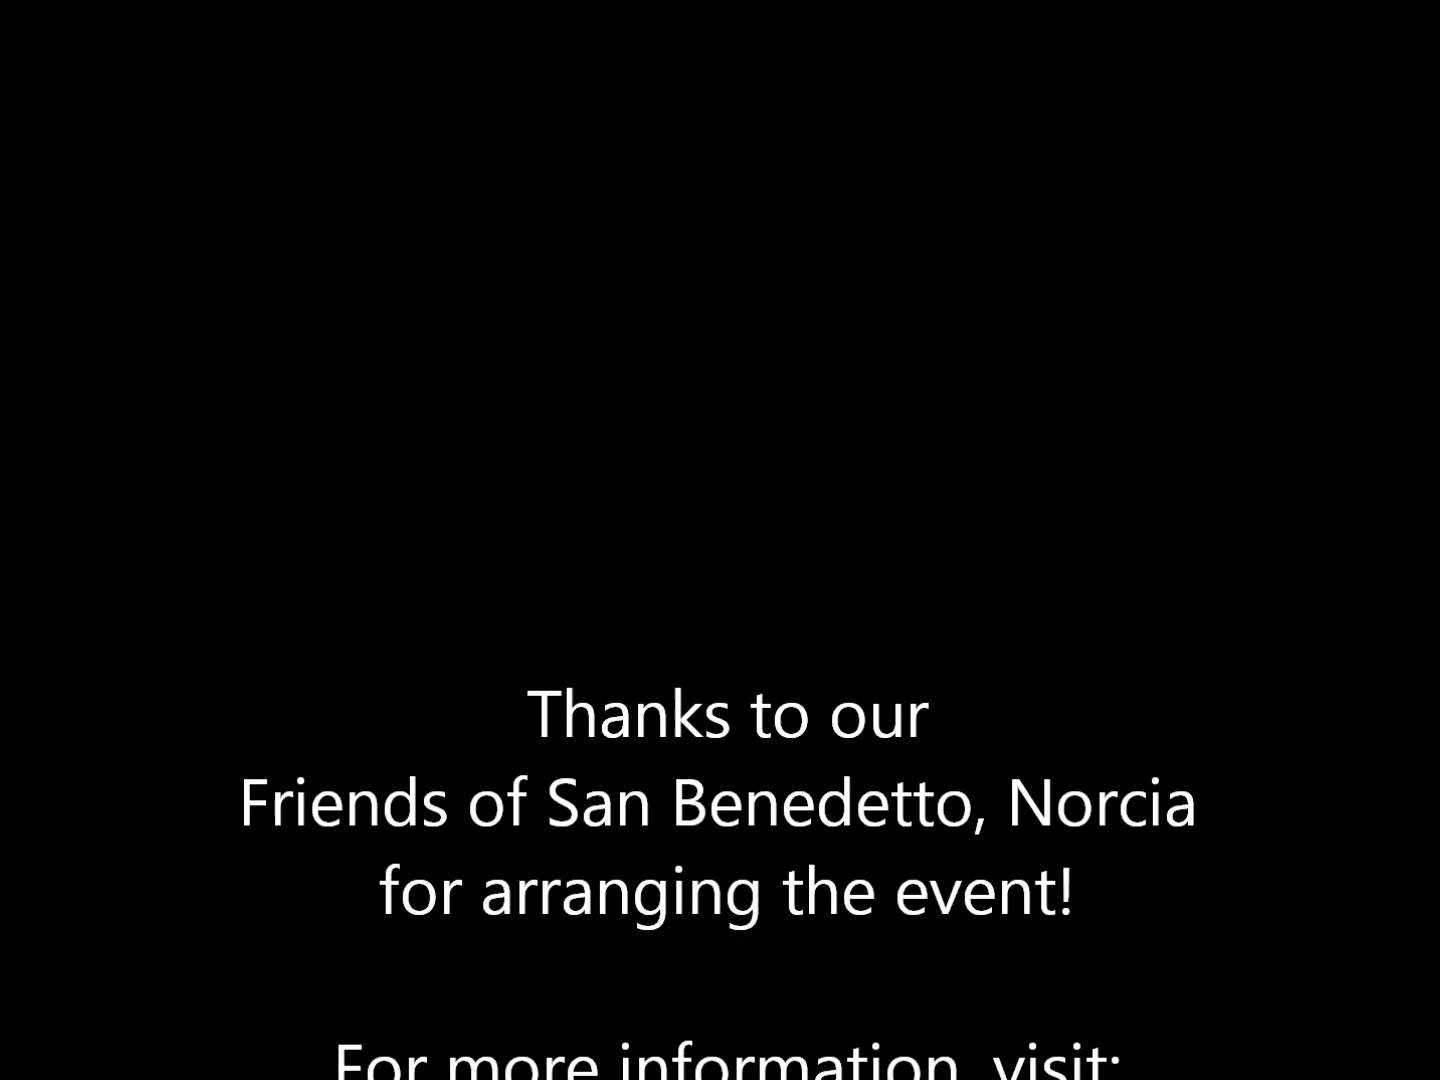 Thanks to our
Friends of San Benedetto, Norcia
for arranging the event!
For more information, visit: